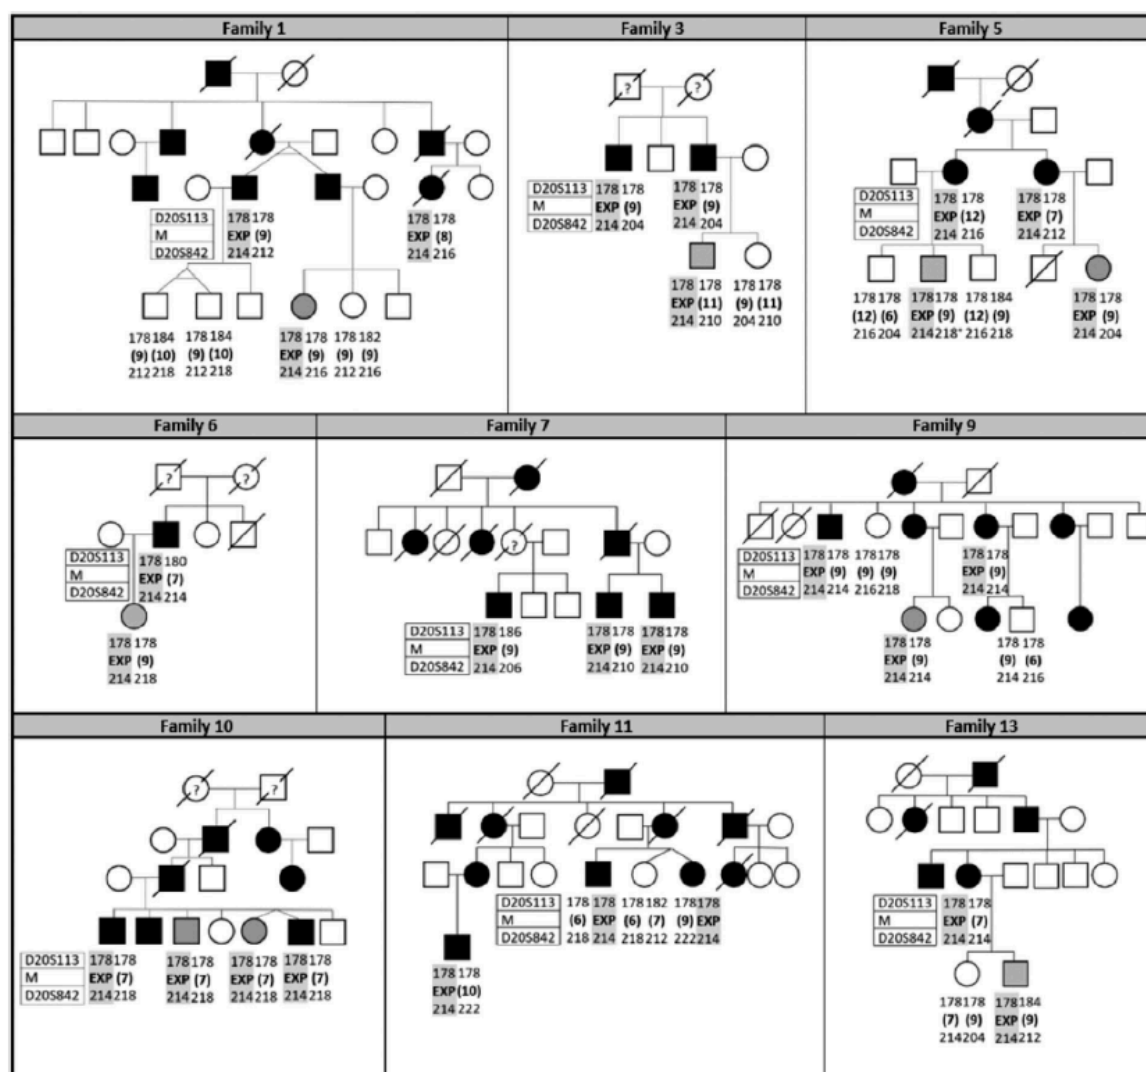 Family 1
D20S113 178 178 178 178
M EXP (9) EXP (8)
D20S842 214 212 214 216
178 184 178 184 178 178 178 182
(9) (10) (9) (10) EXP (9) (9) (9)
212 218 212 218 214 216 212 216
Family 3
? ?
D20S113 178 178 178 178
M EXP (9) EXP (9)
D20S842 214 204 214 204
178 178 178 178
EXP (11) (9) (11)
214 210 204 210
Family 5
D20S113 178 178 178 178
M EXP (12) EXP (7)
D20S842 214 216 214 212
178 178 178 178 178 184 178 178
(12) (6) EXP (9) (12) (9) EXP (9)
216 204 214 218* 216 218 214 204
Family 6
? ?
D20S113 178 180
M EXP (7)
D20S842 214 214
178 178
EXP (9)
214 218
Family 7
?
D20S113 178 186 178 178 178 178
M EXP (9) EXP (9) EXP (9)
D20S842 214 206 214 210 214 210
Family 9
D20S113 178 178 178 178 178 178
M EXP (9) (9) (9) EXP (9)
D20S842 214 214 216 218 214 214
178 178 178 178
EXP (9) (9) (6)
214 214 214 216
Family 10
? ?
D20S113 178 178 178 178 178 178 178 178
M EXP (7) EXP (7) EXP (7) EXP (7)
D20S842 214 218 214 218 214 218 214 218
Family 11
D20S113 178 178 178 182 178 178
M (6) EXP (6) (7) (9) EXP
D20S842 218 214 218 212 222 214
178 178
EXP (10)
214 222
Family 13
D20S113 178 178
M EXP (7)
D20S842 214 214
178 178 178 184
(7) (9) EXP (9)
214 204 214 212